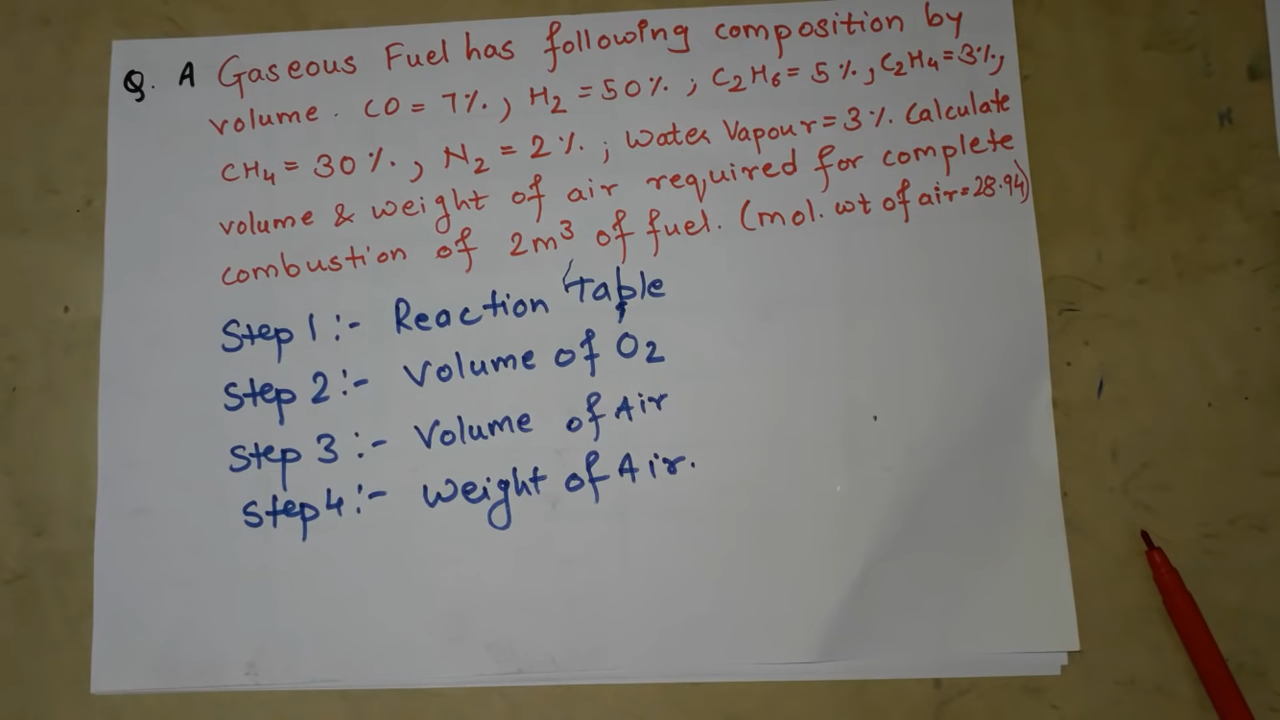 Q. A Gaseous Fuel has following composition by
volume. CO = 7%., H2 = 50%. ; C2H6 = 5%., C2H4 = 3%,
CH4 = 30%., N2 = 2%. ; Water Vapour = 3%. Calculate
volume & weight of air required for complete
combustion of 2m³ of fuel. (mol. wt of air = 28.94)
Step 1 :- Reaction Table
Step 2 :- Volume of O2
Step 3 :- Volume of Air
Step 4 :- Weight of Air.